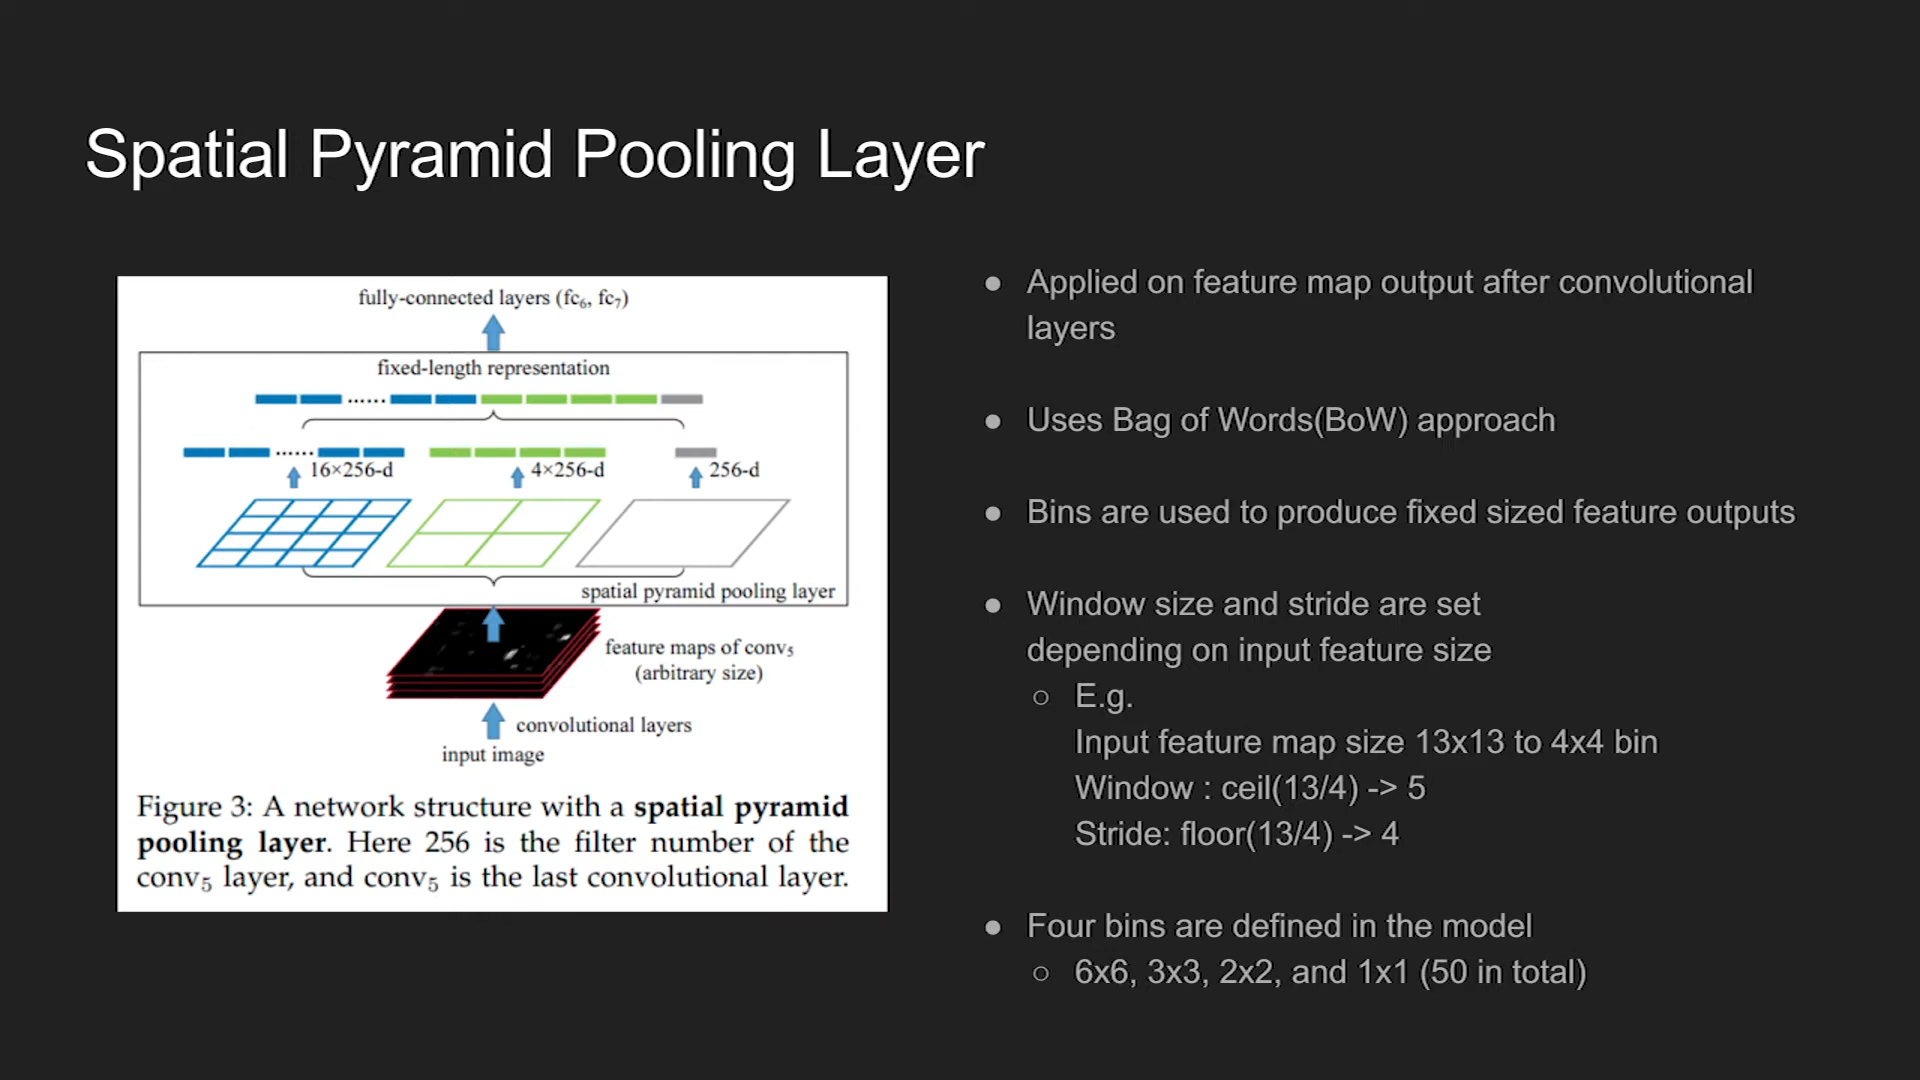 Spatial Pyramid Pooling Layer
fully-connected layers (fc₆, fc₇)
fixed-length representation
......
......
16×256-d
4×256-d
256-d
spatial pyramid pooling layer
feature maps of conv₅
(arbitrary size)
convolutional layers
input image
Figure 3: A network structure with a spatial pyramid
pooling layer. Here 256 is the filter number of the
conv₅ layer, and conv₅ is the last convolutional layer.
● Applied on feature map output after convolutional
layers
● Uses Bag of Words(BoW) approach
● Bins are used to produce fixed sized feature outputs
● Window size and stride are set
depending on input feature size
○ E.g.
Input feature map size 13x13 to 4x4 bin
Window : ceil(13/4) -> 5
Stride: floor(13/4) -> 4
● Four bins are defined in the model
○ 6x6, 3x3, 2x2, and 1x1 (50 in total)